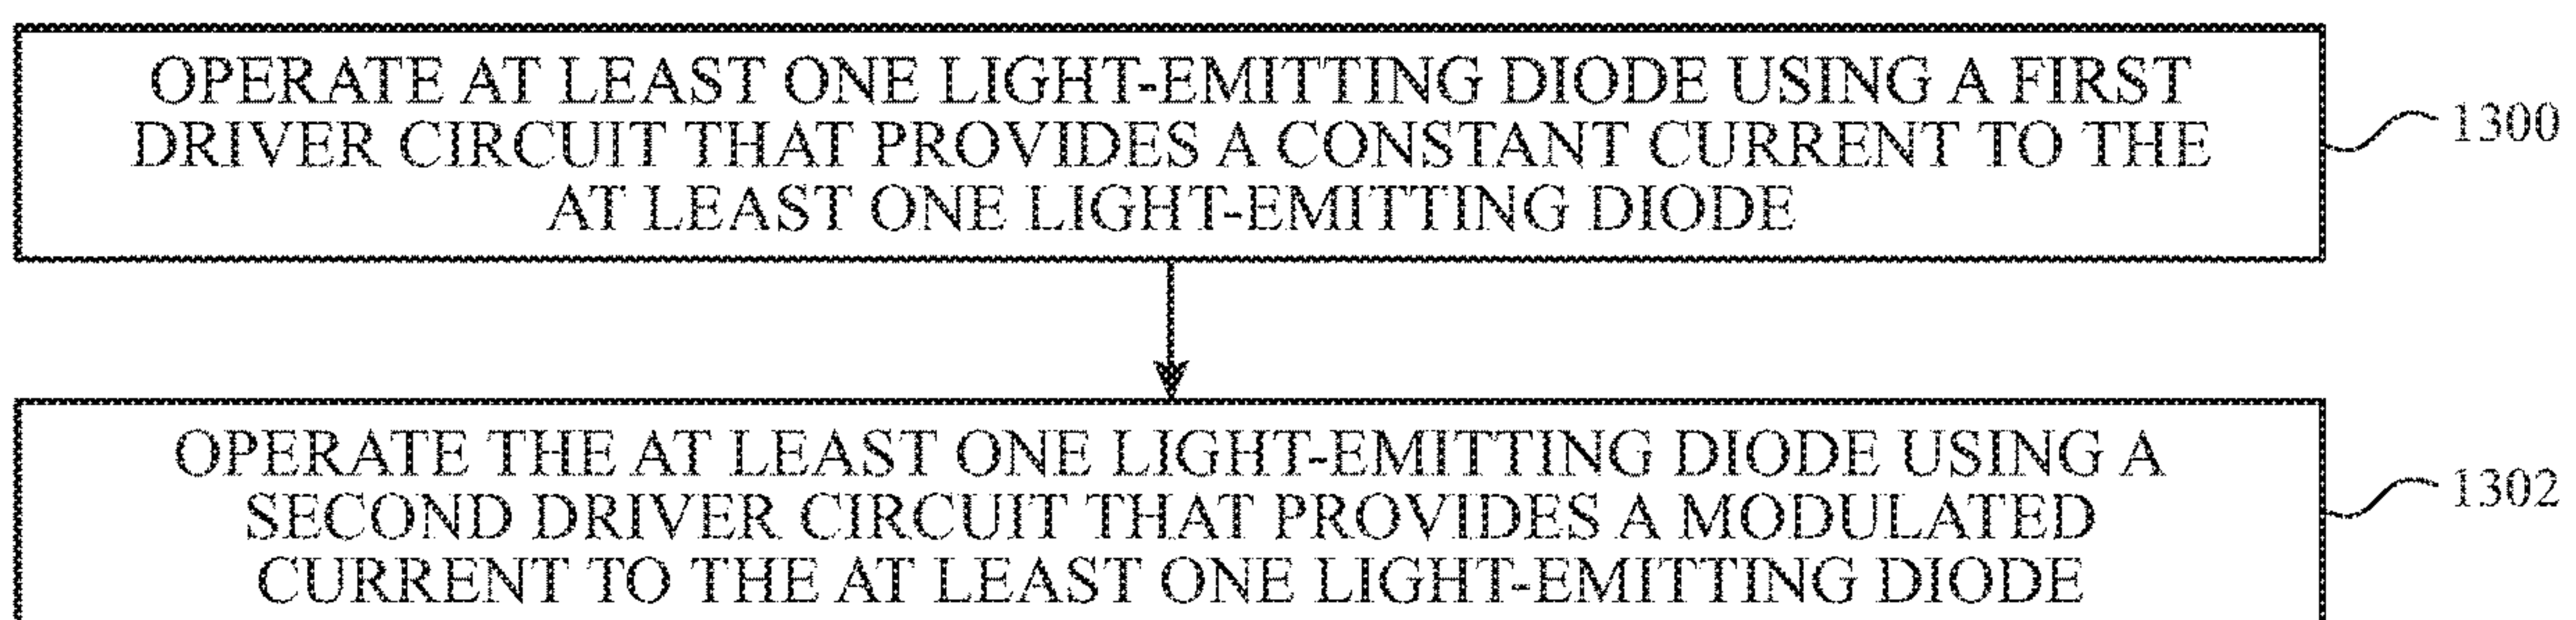 OPERATE AT LEAST ONE LIGHT-EMITTING DIODE USING A FIRST
DRIVER CIRCUIT THAT PROVIDES A CONSTANT CURRENT TO THE
AT LEAST ONE LIGHT-EMITTING DIODE
1300
OPERATE THE AT LEAST ONE LIGHT-EMITTING DIODE USING A
SECOND DRIVER CIRCUIT THAT PROVIDES A MODULATED
CURRENT TO THE AT LEAST ONE LIGHT-EMITTING DIODE
1302